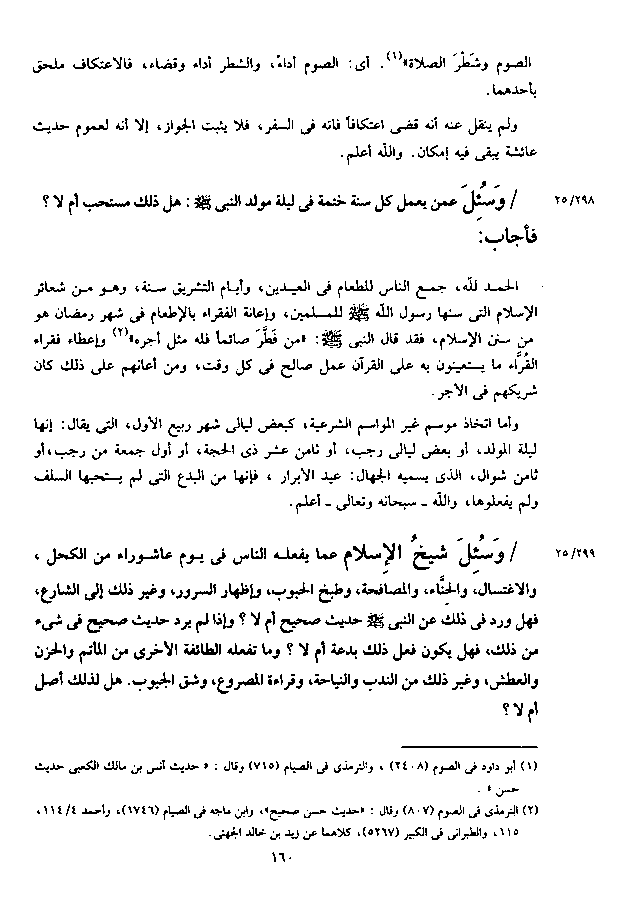 الصوم وشَطْرَ الصلاة»(١). أى: الصوم أداءً، والشطر أداء وقضاء، فالاعتكاف ملحق
بأحدهما.
ولم ينقل عنه أنه قضى اعتكافاً فاته فى السفر، فلا يثبت الجواز، إلا أنه لعموم حديث
عائشة يبقى فيه إمكان. والله أعلم.
٢٥/٢٩٨ / وَسُئِلَ عمن يعمل كل سنة ختمة فى ليلة مولد النبى ﷺ : هل ذلك مستحب أم لا ؟
فأجاب:
الحمد لله، جمع الناس للطعام فى العيدين، وأيام التشريق سنة، وهو من شعائر
الإسلام التى سنها رسول الله ﷺ للمسلمين، وإعانة الفقراء بالإطعام فى شهر رمضان هو
من سنن الإسلام، فقد قال النبى ﷺ: «من فَطَّرَ صائماً فله مثل أجره»(٢) وإعطاء فقراء
القُرَّاء ما يستعينون به على القرآن عمل صالح فى كل وقت، ومن أعانهم على ذلك كان
شريكهم فى الأجر.
وأما اتخاذ موسم غير المواسم الشرعية، كبعض ليالى شهر ربيع الأول، التى يقال: إنها
ليلة المولد، أو بعض ليالى رجب، أو ثامن عشر ذى الحجة، أو أول جمعة من رجب، أو
ثامن شوال، الذى يسميه الجهال: عيد الأبرار ، فإنها من البدع التى لم يستحبها السلف
ولم يفعلوها، والله ـ سبحانه وتعالى ـ أعلم.
٢٥/٢٩٩ / وَسُئِلَ شيخُ الإسلام عما يفعله الناس فى يوم عاشوراء من الكحل ،
والاغتسال، والحِنَّاء، والمصافحة، وطبخ الحبوب، وإظهار السرور، وغير ذلك إلى الشارع،
فهل ورد فى ذلك عن النبى ﷺ حديث صحيح أم لا ؟ وإذا لم يرد حديث صحيح فى شىء
من ذلك، فهل يكون فعل ذلك بدعة أم لا ؟ وما تفعله الطائفة الأخرى من المأتم والحزن
والعطش، وغير ذلك من الندب والنياحة، وقراءة المصروع، وشق الجيوب. هل لذلك أصل
أم لا ؟
(١) أبو داود فى الصوم (٢٤٠٨) ، والترمذى فى الصيام (٧١٥) وقال : « حديث أنس بن مالك الكعبى حديث
حسن » .
(٢) الترمذى فى الصوم (٨٠٧) وقال : «حديث حسن صحيح»، وابن ماجه فى الصيام (١٧٤٦)، وأحمد ٤/ ١١٤،
١١٥، والطبرانى فى الكبير (٥٢٦٧)، كلاهما عن زيد بن خالد الجهنى.
١٦٠